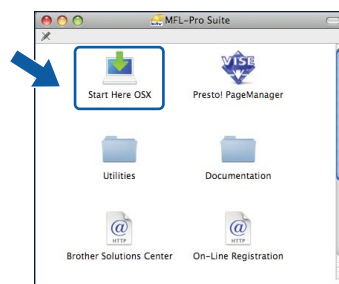 MFL-Pro Suite
VISE
Start Here OSX
Presto! PageManager
Utilities
Documentation
@
HTTP
@
HTTP
Brother Solutions Center
On-Line Registration